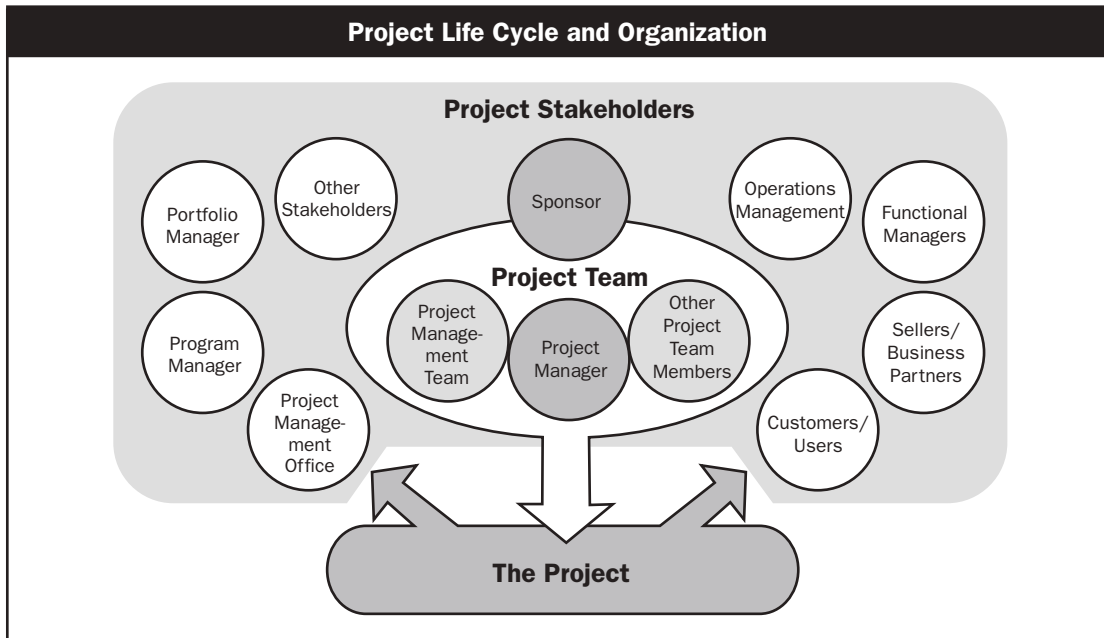 Project Life Cycle and Organization
Project Stakeholders
Portfolio
Manager
Other
Stakeholders
Sponsor
Operations
Management
Functional
Managers
Project Team
Program
Manager
Project
Manage-
ment
Team
Project
Manager
Other
Project
Team
Members
Sellers/
Business
Partners
Project
Manage-
ment
Office
Customers/
Users
The Project